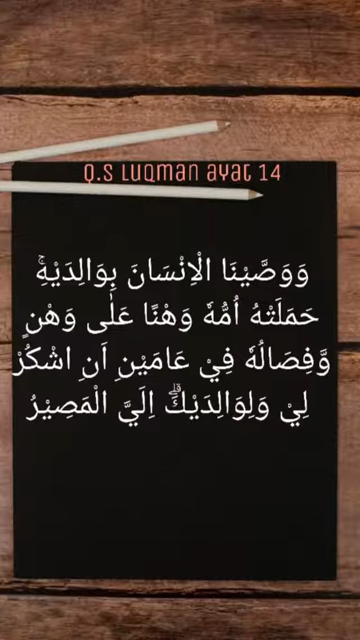 Q.S Luqman ayat 14
وَوَصَّيْنَا الْاِنْسَانَ بِوَالِدَيْهِۚ
حَمَلَتْهُ اُمُّهٗ وَهْنًا عَلٰى وَهْنٍ
وَّفِصَالُهٗ فِيْ عَامَيْنِ اَنِ اشْكُرْ
لِيْ وَلِوَالِدَيْكَۗ اِلَيَّ الْمَصِيْرُ